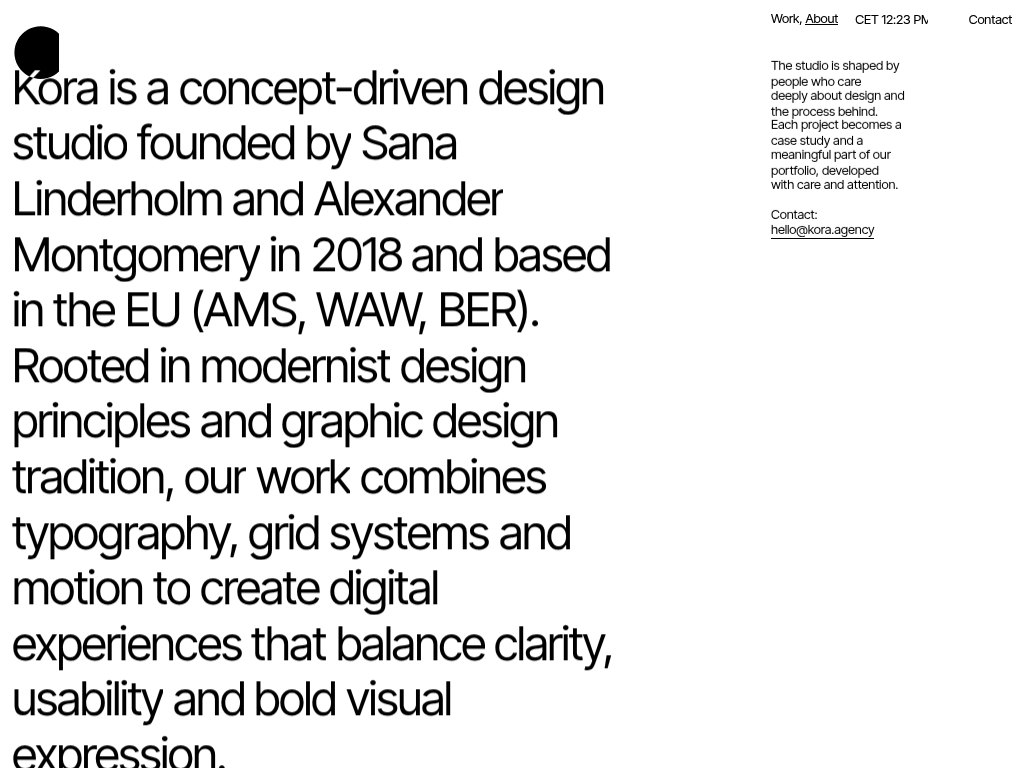 Work, About
CET 12:23 PM
Contact
Kora is a concept-driven design
studio founded by Sana
Linderholm and Alexander
Montgomery in 2018 and based
in the EU (AMS, WAW, BER).
Rooted in modernist design
principles and graphic design
tradition, our work combines
typography, grid systems and
motion to create digital
experiences that balance clarity,
usability and bold visual
expression.
The studio is shaped by
people who care
deeply about design and
the process behind.
Each project becomes a
case study and a
meaningful part of our
portfolio, developed
with care and attention.
Contact:
hello@kora.agency